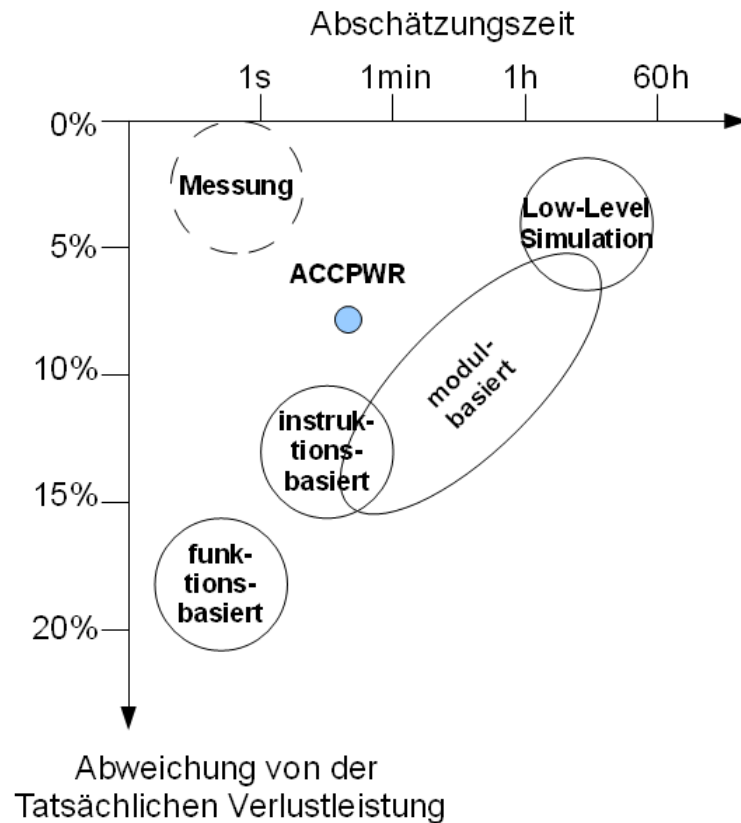 Abschätzungszeit
1s 1min 1h 60h
0%
Messung
Low-Level
Simulation
5%
ACCPWR
10%
modul-
basiert
instruk-
tions-
basiert
15%
funk-
tions-
basiert
20%
Abweichung von der
Tatsächlichen Verlustleistung